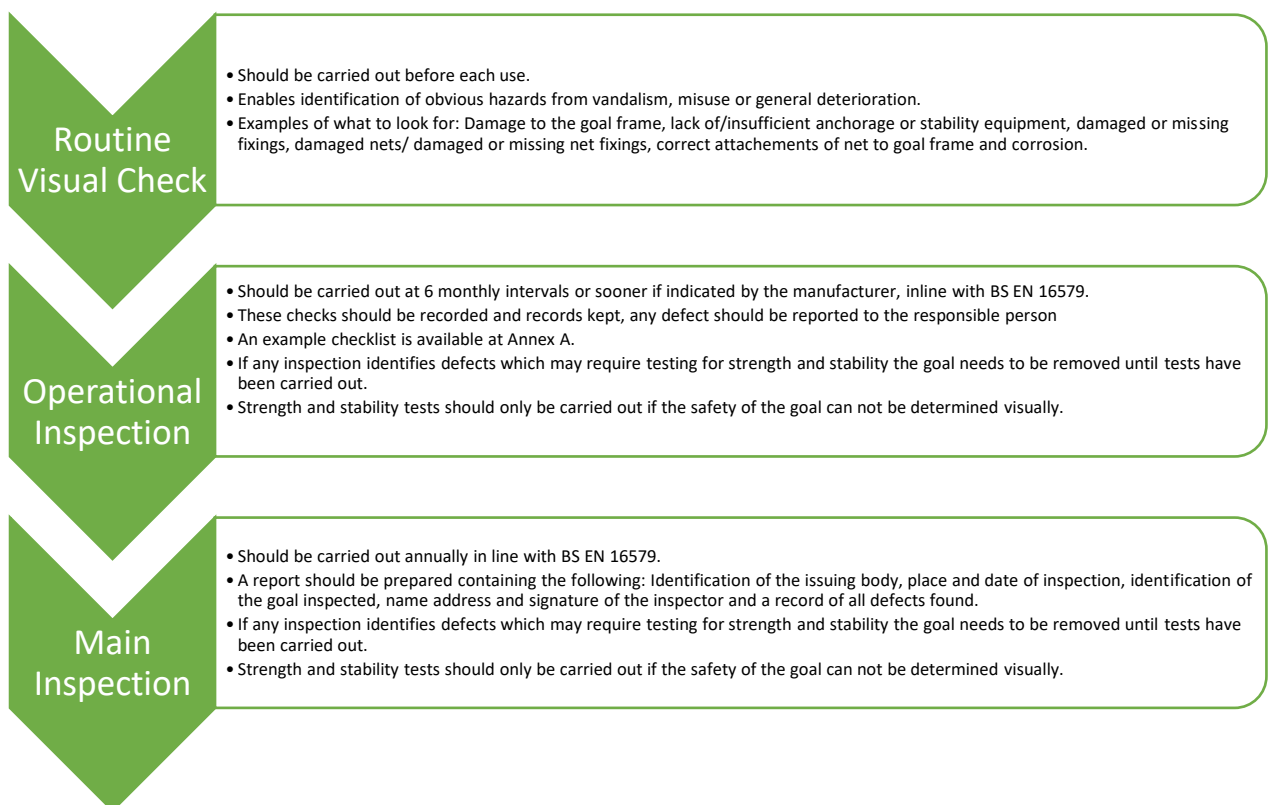 Routine
Visual Check
• Should be carried out before each use.
• Enables identification of obvious hazards from vandalism, misuse or general deterioration.
• Examples of what to look for: Damage to the goal frame, lack of/insufficient anchorage or stability equipment, damaged or missing
fixings, damaged nets/ damaged or missing net fixings, correct attachements of net to goal frame and corrosion.
Operational
Inspection
• Should be carried out at 6 monthly intervals or sooner if indicated by the manufacturer, inline with BS EN 16579.
• These checks should be recorded and records kept, any defect should be reported to the responsible person
• An example checklist is available at Annex A.
• If any inspection identifies defects which may require testing for strength and stability the goal needs to be removed until tests have
been carried out.
• Strength and stability tests should only be carried out if the safety of the goal can not be determined visually.
Main
Inspection
• Should be carried out annually in line with BS EN 16579.
• A report should be prepared containing the following: Identification of the issuing body, place and date of inspection, identification of
the goal inspected, name address and signature of the inspector and a record of all defects found.
• If any inspection identifies defects which may require testing for strength and stability the goal needs to be removed until tests have
been carried out.
• Strength and stability tests should only be carried out if the safety of the goal can not be determined visually.